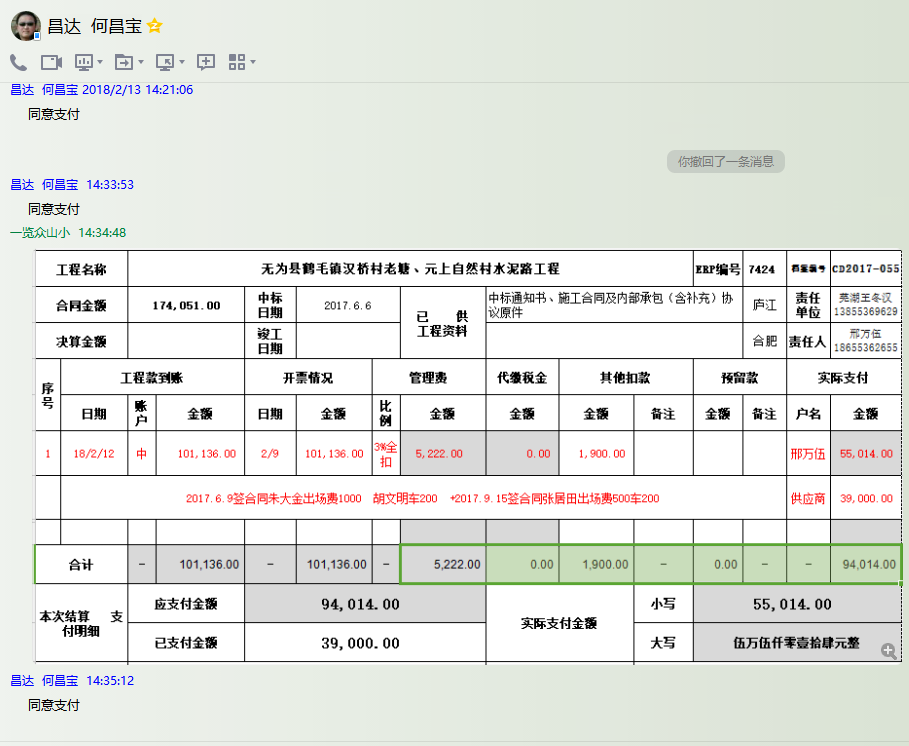 昌达 何昌宝
昌达 何昌宝 2018/2/13 14:21:06
同意支付
你撤回了一条消息
昌达 何昌宝 14:33:53
同意支付
一览众山小 14:34:48
工程名称 无为县鹤毛镇汉桥村老塘、元上自然村水泥路工程 ERP编号 7424 档案编号 CD2017-055
合同金额 174,051.00 中标日期 2017.6.6 已 供工程资料 中标通知书、施工合同及内部承包（含补充）协议原件 庐江 责任单位 芜湖王冬汉 13855369629
决算金额 竣工日期 合肥 责任人 邢万伍 18655362655
序号 工程款到账 开票情况 管理费 代缴税金 其他扣款 预留款 实际支付
日期 账户 金额 日期 金额 比例 金额 金额 金额 备注 金额 备注 户名 金额
1 18/2/12 中 101,136.00 2/9 101,136.00 3%全扣 5,222.00 0.00 1,900.00 邢万伍 55,014.00
2017.6.9签合同朱大金出场费1000 胡文明车200 +2017.9.15签合同张居田出场费500车200 供应商 39,000.00
合计 － 101,136.00 － 101,136.00 － 5,222.00 0.00 1,900.00 － 0.00 － － 94,014.00
本次结算 支付明细 应支付金额 94,014.00 实际支付金额 小写 55,014.00
已支付金额 39,000.00 大写 伍万伍仟零壹拾肆元整
昌达 何昌宝 14:35:12
同意支付